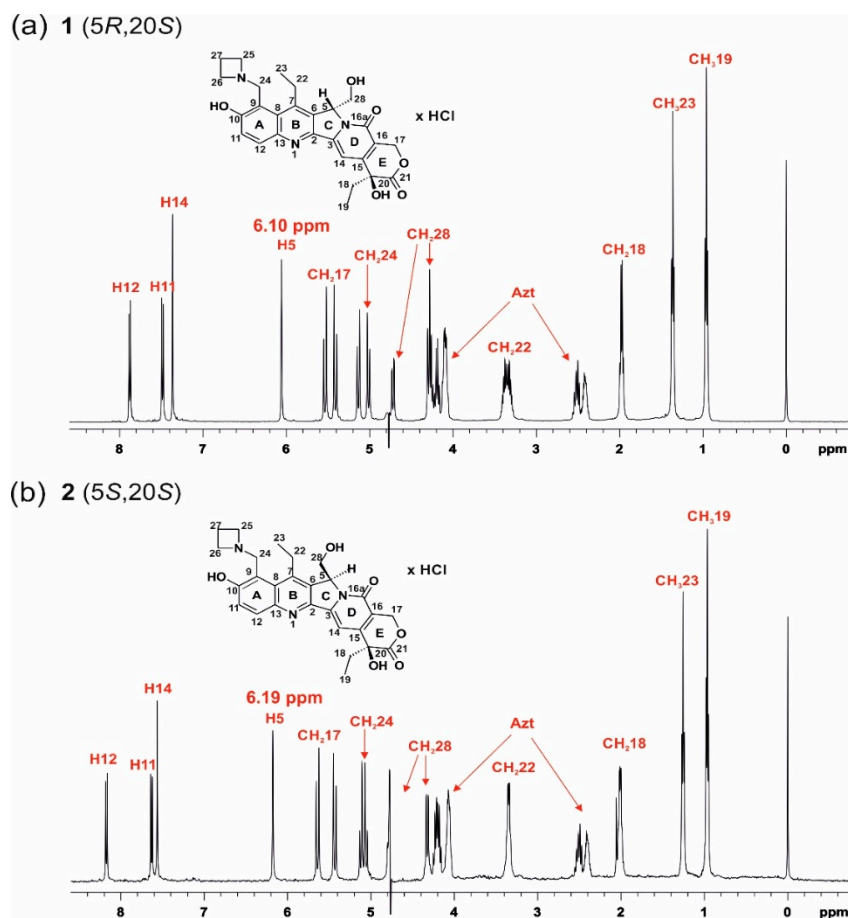 (a) 1 (5R,20S)
27 25 23 OH
26 N 24 22 H 5 28
HO 9 8 7 6 O
10 A B C N 16a 17
11 13 N 2 3 D 16 O
12 1 14 15 E 21
18 20 O
19 OH
x HCl
CH₃19
CH₃23
H14
6.10 ppm
H5
CH₂28
CH₂24
CH₂17
H12 H11
Azt
CH₂22
CH₂18
8 7 6 5 4 3 2 1 0 ppm
(b) 2 (5S,20S)
27 25 23 OH
26 N 24 22 28 5 H
HO 9 8 7 6 O
10 A B C N 16a 17
11 13 N 2 3 D 16 O
12 1 14 15 E 21
18 20 O
19 OH
x HCl
CH₃19
CH₃23
H14
6.19 ppm
H5
CH₂24
CH₂17
CH₂28
H12
H11
Azt
CH₂22
CH₂18
8 7 6 5 4 3 2 1 0 ppm